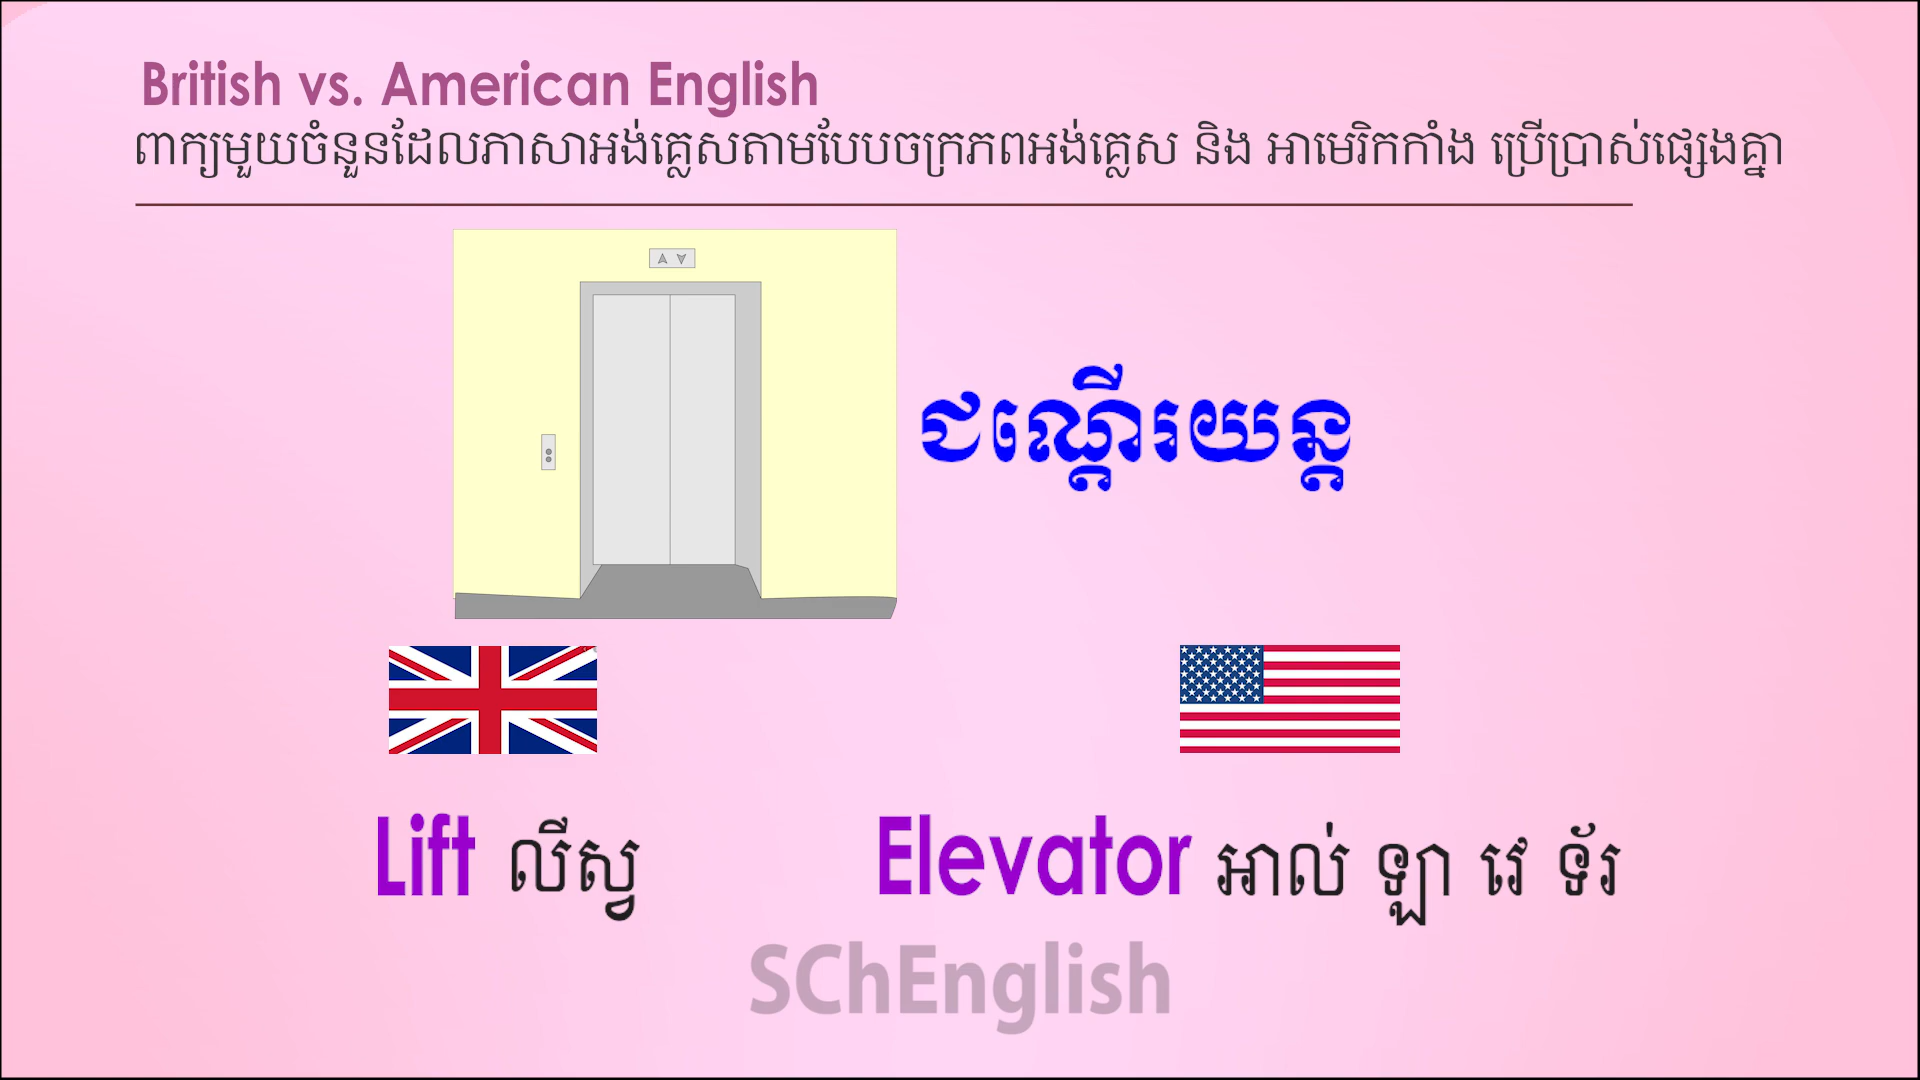 British vs. American English
ពាក្យមួយចំនួនដែលភាសាអង់គ្លេសតាមបែបចក្រភពអង់គ្លេស និង អាមេរិកកាំង ប្រើប្រាស់ផ្សេងគ្នា
ជណ្តើរយន្ត
Lift លីស្វ
Elevator អាល់ ឡា វេ ទ័រ
SChEnglish